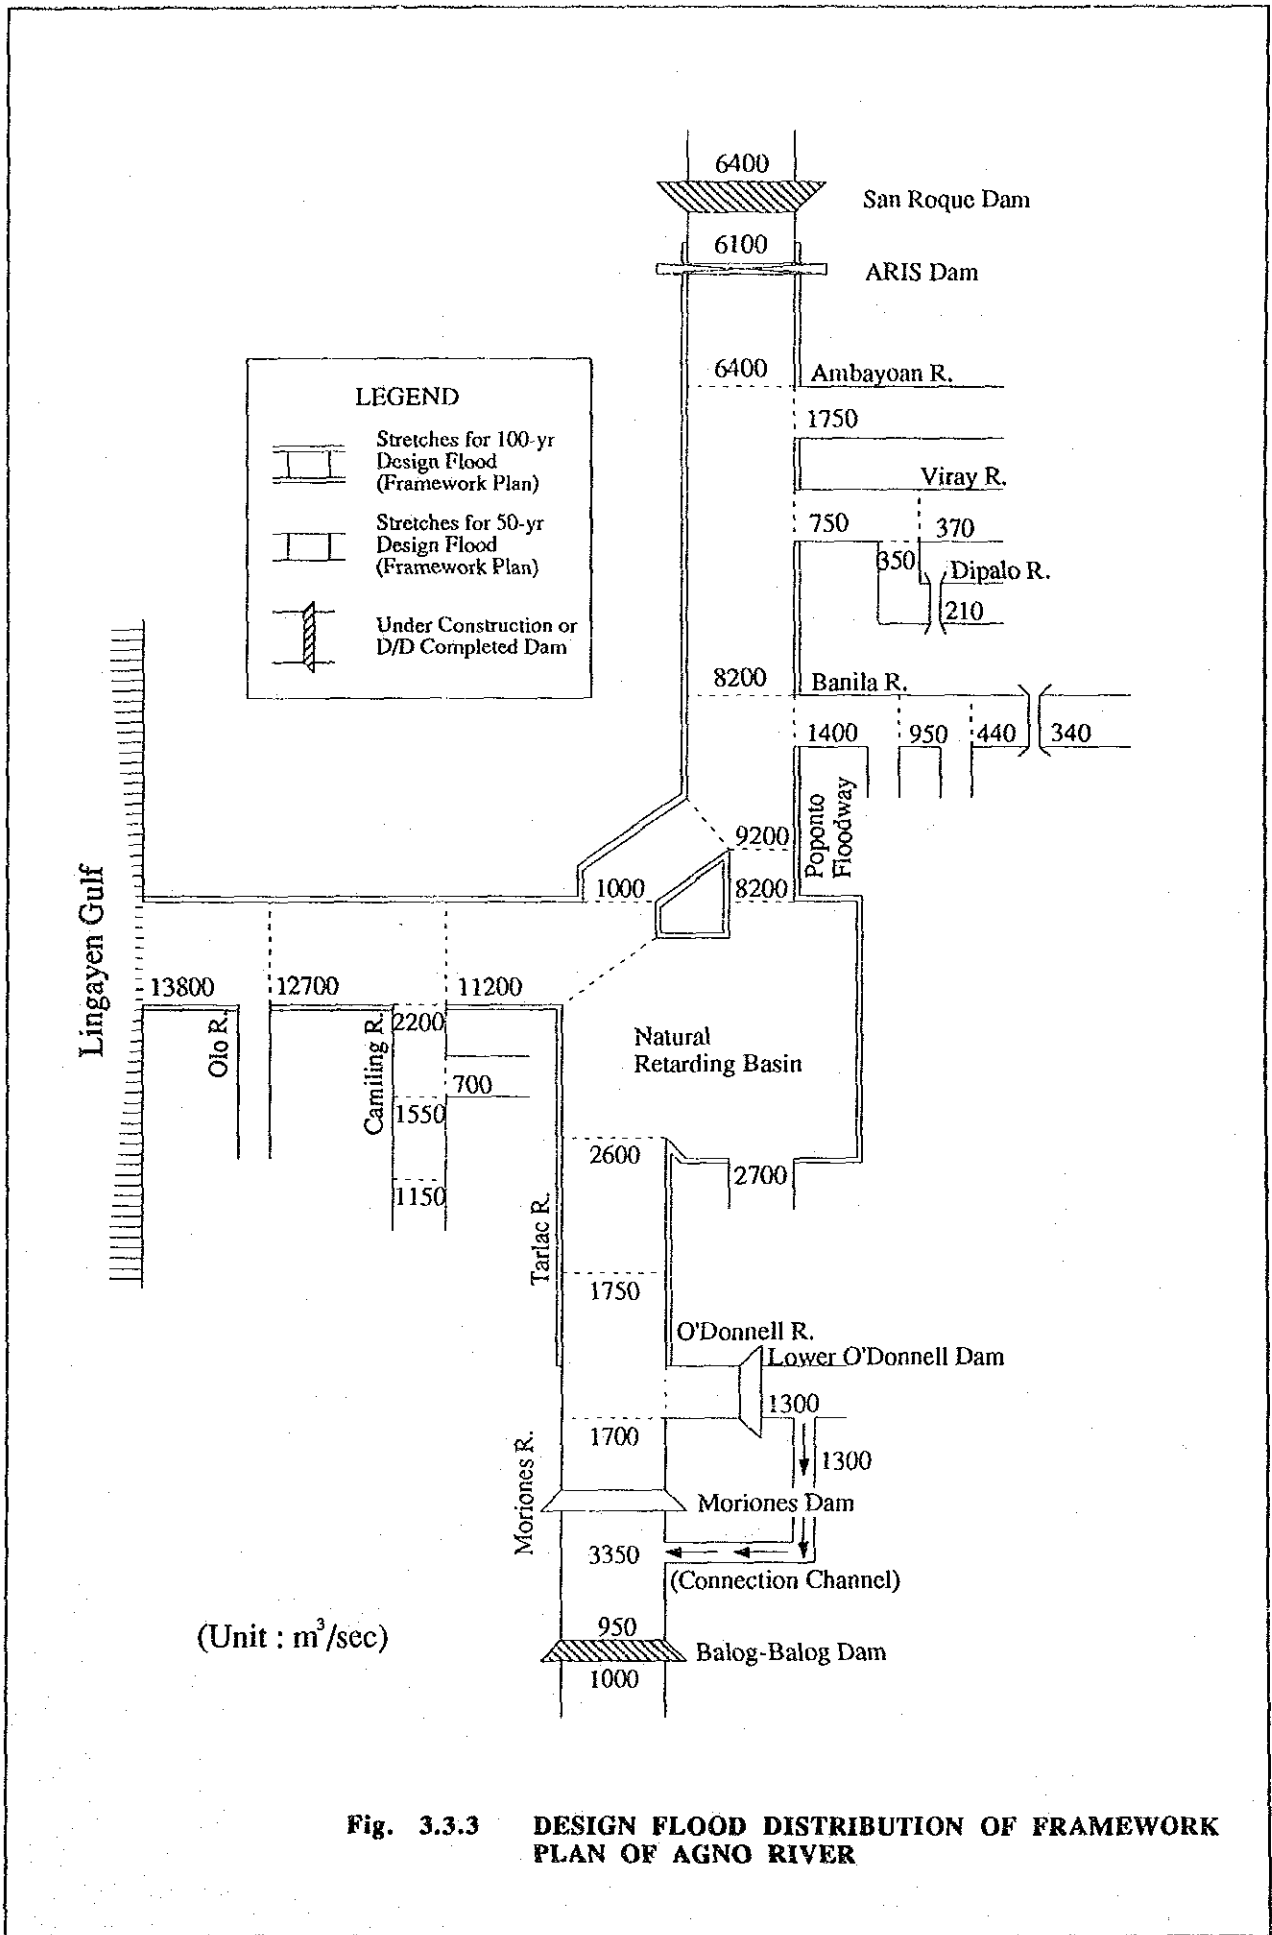 6400
San Roque Dam
6100
ARIS Dam
6400
Ambayoan R.
1750
Viray R.
750
370
350
Dipalo R.
210
8200
Banila R.
1400
950
440
340
Poponto
Floodway
9200
8200
1000
LEGEND
Stretches for 100-yr
Design Flood
(Framework Plan)
Stretches for 50-yr
Design Flood
(Framework Plan)
Under Construction or
D/D Completed Dam
Lingayen Gulf
13800
12700
11200
Olo R.
Camiling R.
2200
700
1550
1150
Natural
Retarding Basin
2600
2700
Tarlac R.
1750
O'Donnell R.
Lower O'Donnell Dam
1300
1700
1300
Moriones R.
Moriones Dam
3350
(Connection Channel)
950
Balog-Balog Dam
1000
(Unit : m³/sec)
Fig. 3.3.3 DESIGN FLOOD DISTRIBUTION OF FRAMEWORK
PLAN OF AGNO RIVER